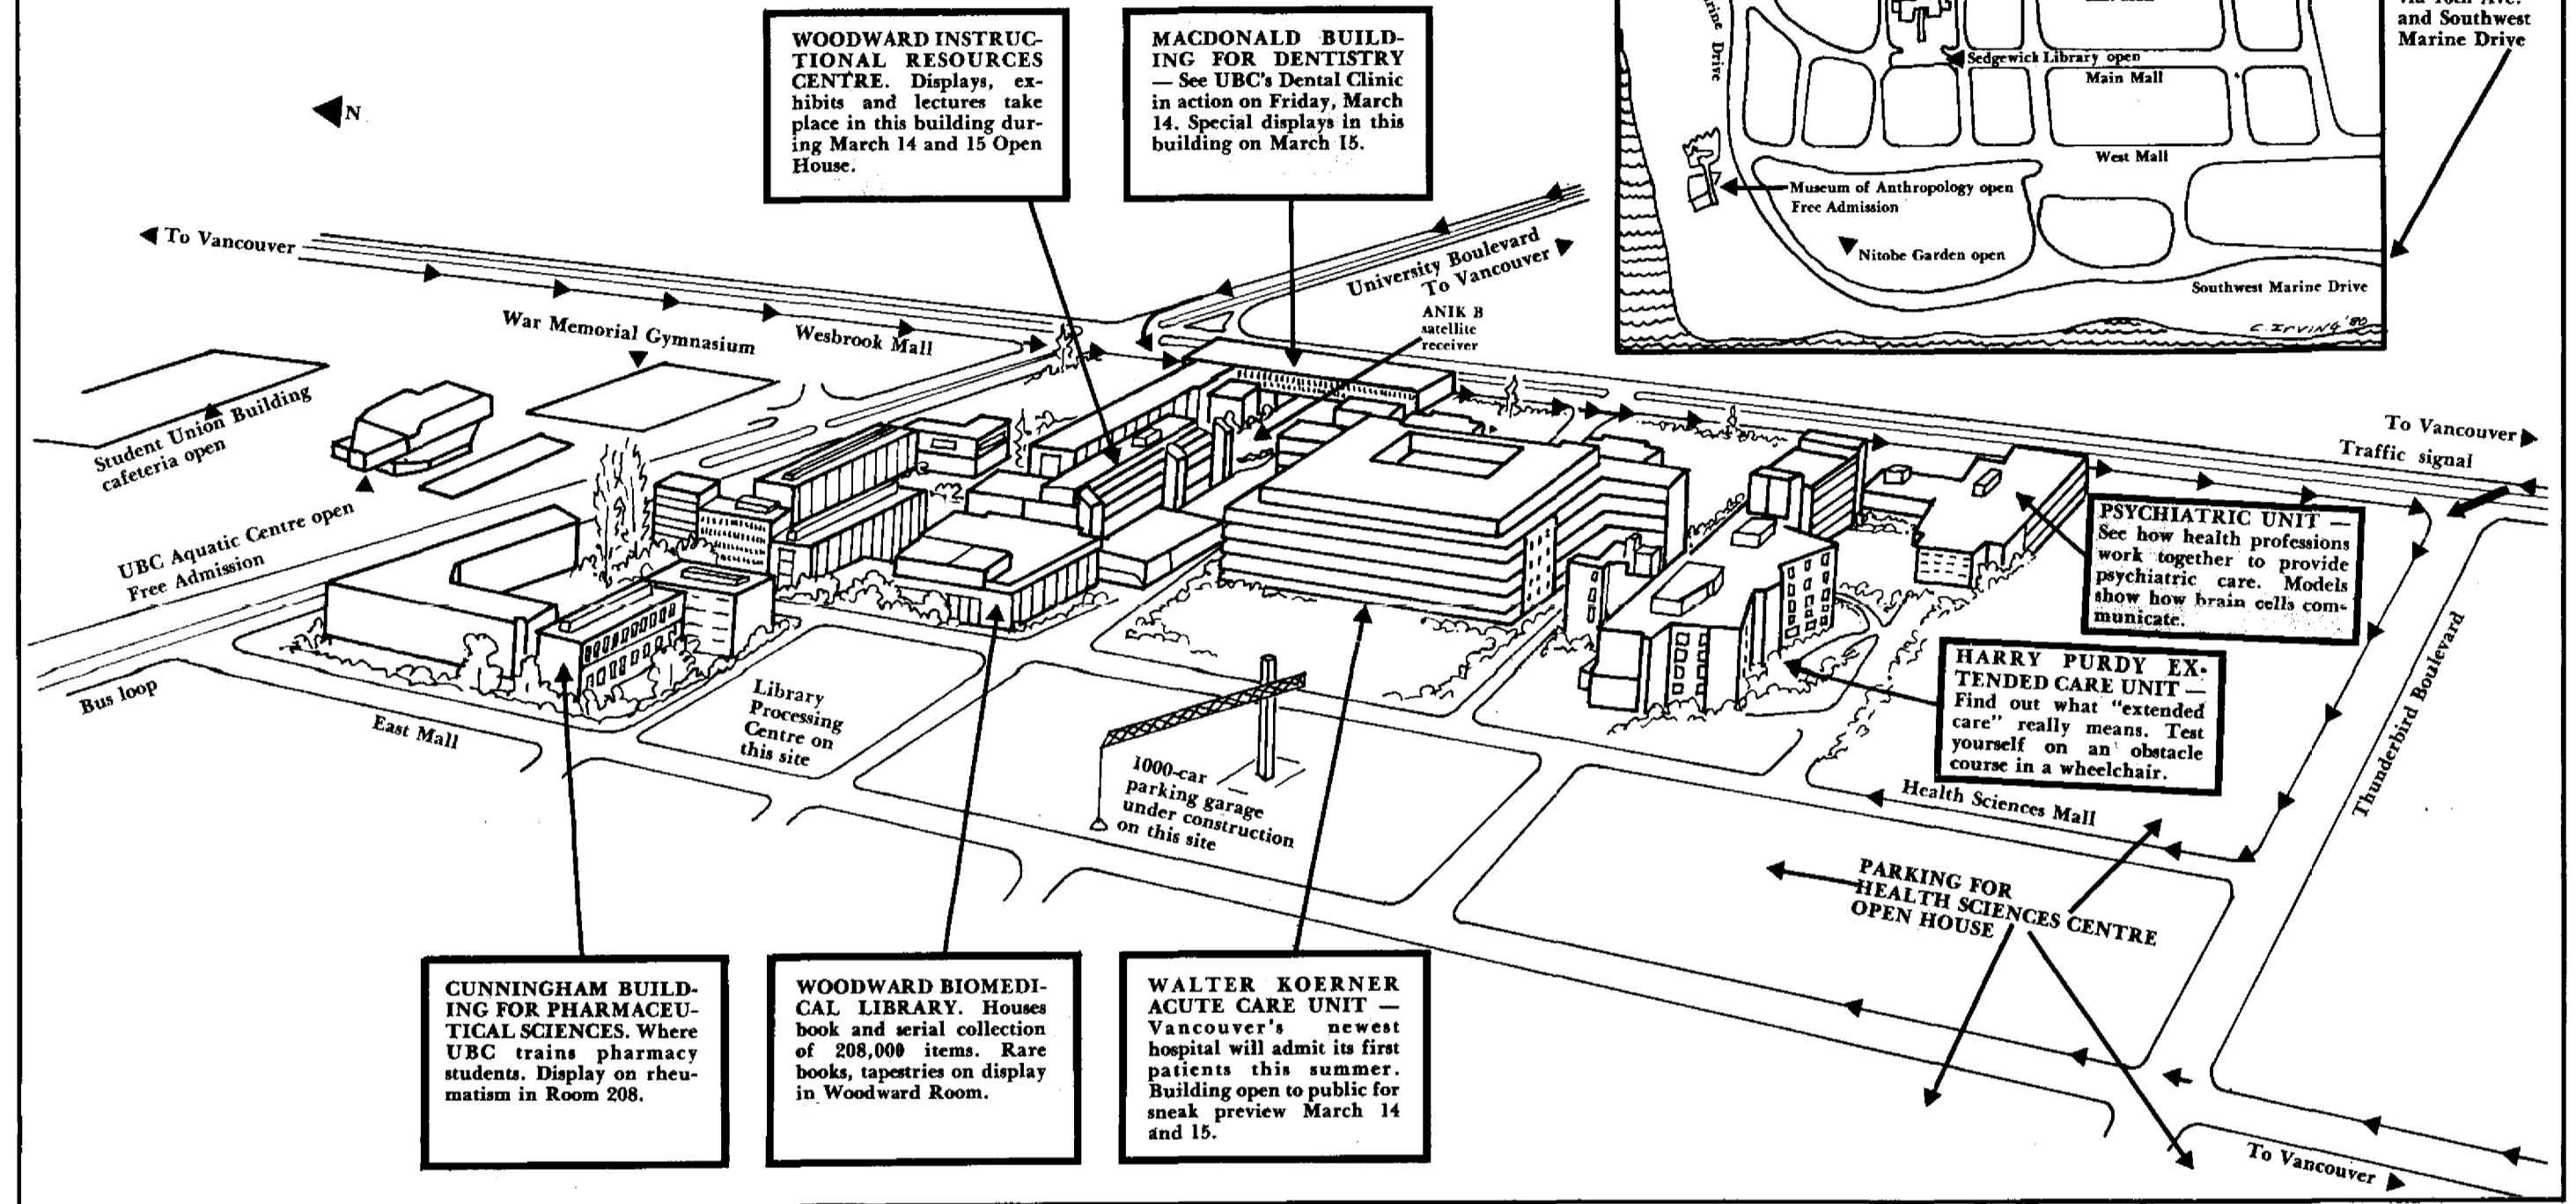 WOODWARD INSTRUC-
TIONAL RESOURCES
CENTRE. Displays, ex-
hibits and lectures take
place in this building dur-
ing March 14 and 15 Open
House.
MACDONALD BUILD-
ING FOR DENTISTRY
— See UBC's Dental Clinic
in action on Friday, March
14. Special displays in this
building on March 15.
rine Drive
Sedgewick Library open
Main Mall
West Mall
Museum of Anthropology open
Free Admission
Nitobe Garden open
Southwest Marine Drive
C. IRVING '80
via 16th Ave.
and Southwest
Marine Drive
N
To Vancouver
University Boulevard
To Vancouver
ANIK B
satellite
receiver
War Memorial Gymnasium
Wesbrook Mall
Student Union Building
cafeteria open
UBC Aquatic Centre open
Free Admission
Bus loop
East Mall
Library
Processing
Centre on
this site
1000-car
parking garage
under construction
on this site
To Vancouver
Traffic signal
PSYCHIATRIC UNIT —
See how health professions
work together to provide
psychiatric care. Models
show how brain cells com-
municate.
HARRY PURDY EX-
TENDED CARE UNIT —
Find out what "extended
care" really means. Test
yourself on an obstacle
course in a wheelchair.
Thunderbird Boulevard
Health Sciences Mall
PARKING FOR
HEALTH SCIENCES CENTRE
OPEN HOUSE
CUNNINGHAM BUILD-
ING FOR PHARMACEU-
TICAL SCIENCES. Where
UBC trains pharmacy
students. Display on rheu-
matism in Room 208.
WOODWARD BIOMEDI-
CAL LIBRARY. Houses
book and serial collection
of 208,000 items. Rare
books, tapestries on display
in Woodward Room.
WALTER KOERNER
ACUTE CARE UNIT —
Vancouver's newest
hospital will admit its first
patients this summer.
Building open to public for
sneak preview March 14
and 15.
To Vancouver